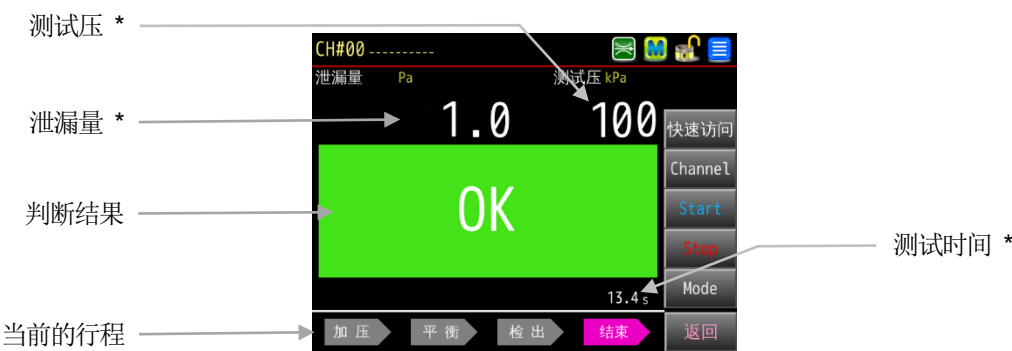 测试压 *
CH#00 ----------
泄漏量 Pa 测试压 kPa
泄漏量 *
1.0 100
快速访问
Channel
判断结果
OK
Start
Stop
测试时间 *
13.4 s
Mode
当前的行程
加 压 平 衡 检 出 结束 返回